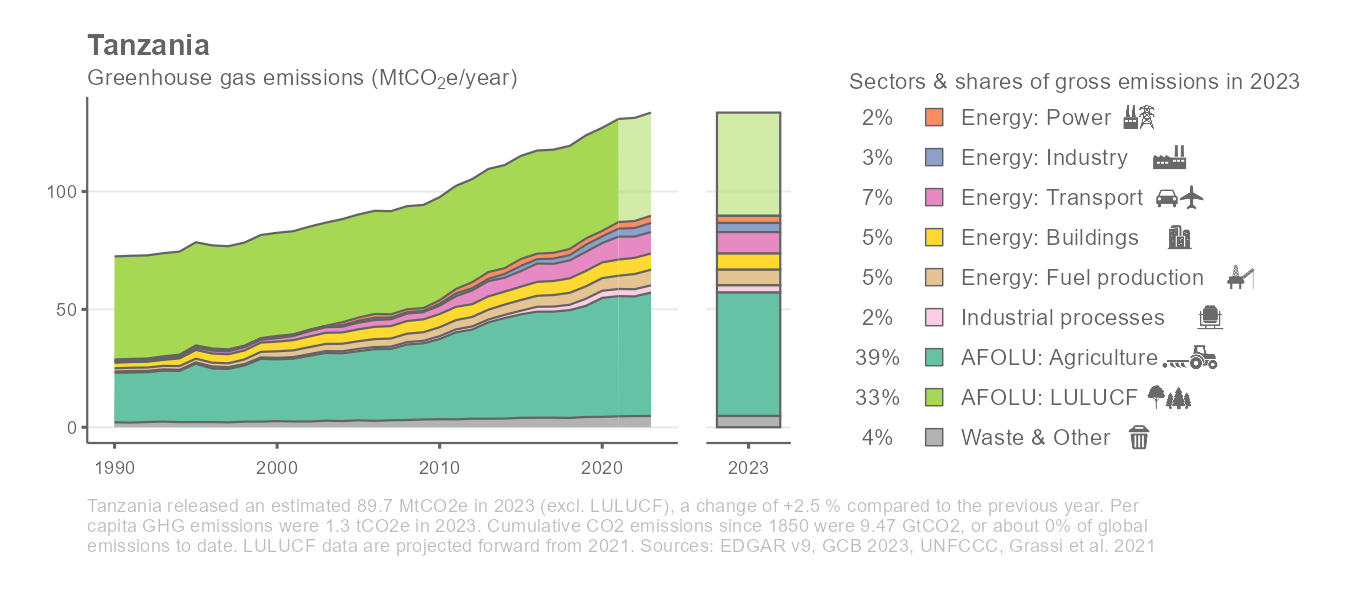 Tanzania
Greenhouse gas emissions (MtCO₂e/year)
100
50
0
1990
2000
2010
2020
2023
Sectors & shares of gross emissions in 2023
2% Energy: Power
3% Energy: Industry
7% Energy: Transport
5% Energy: Buildings
5% Energy: Fuel production
2% Industrial processes
39% AFOLU: Agriculture
33% AFOLU: LULUCF
4% Waste & Other
Tanzania released an estimated 89.7 MtCO2e in 2023 (excl. LULUCF), a change of +2.5 % compared to the previous year. Per
capita GHG emissions were 1.3 tCO2e in 2023. Cumulative CO2 emissions since 1850 were 9.47 GtCO2, or about 0% of global
emissions to date. LULUCF data are projected forward from 2021. Sources: EDGAR v9, GCB 2023, UNFCCC, Grassi et al. 2021